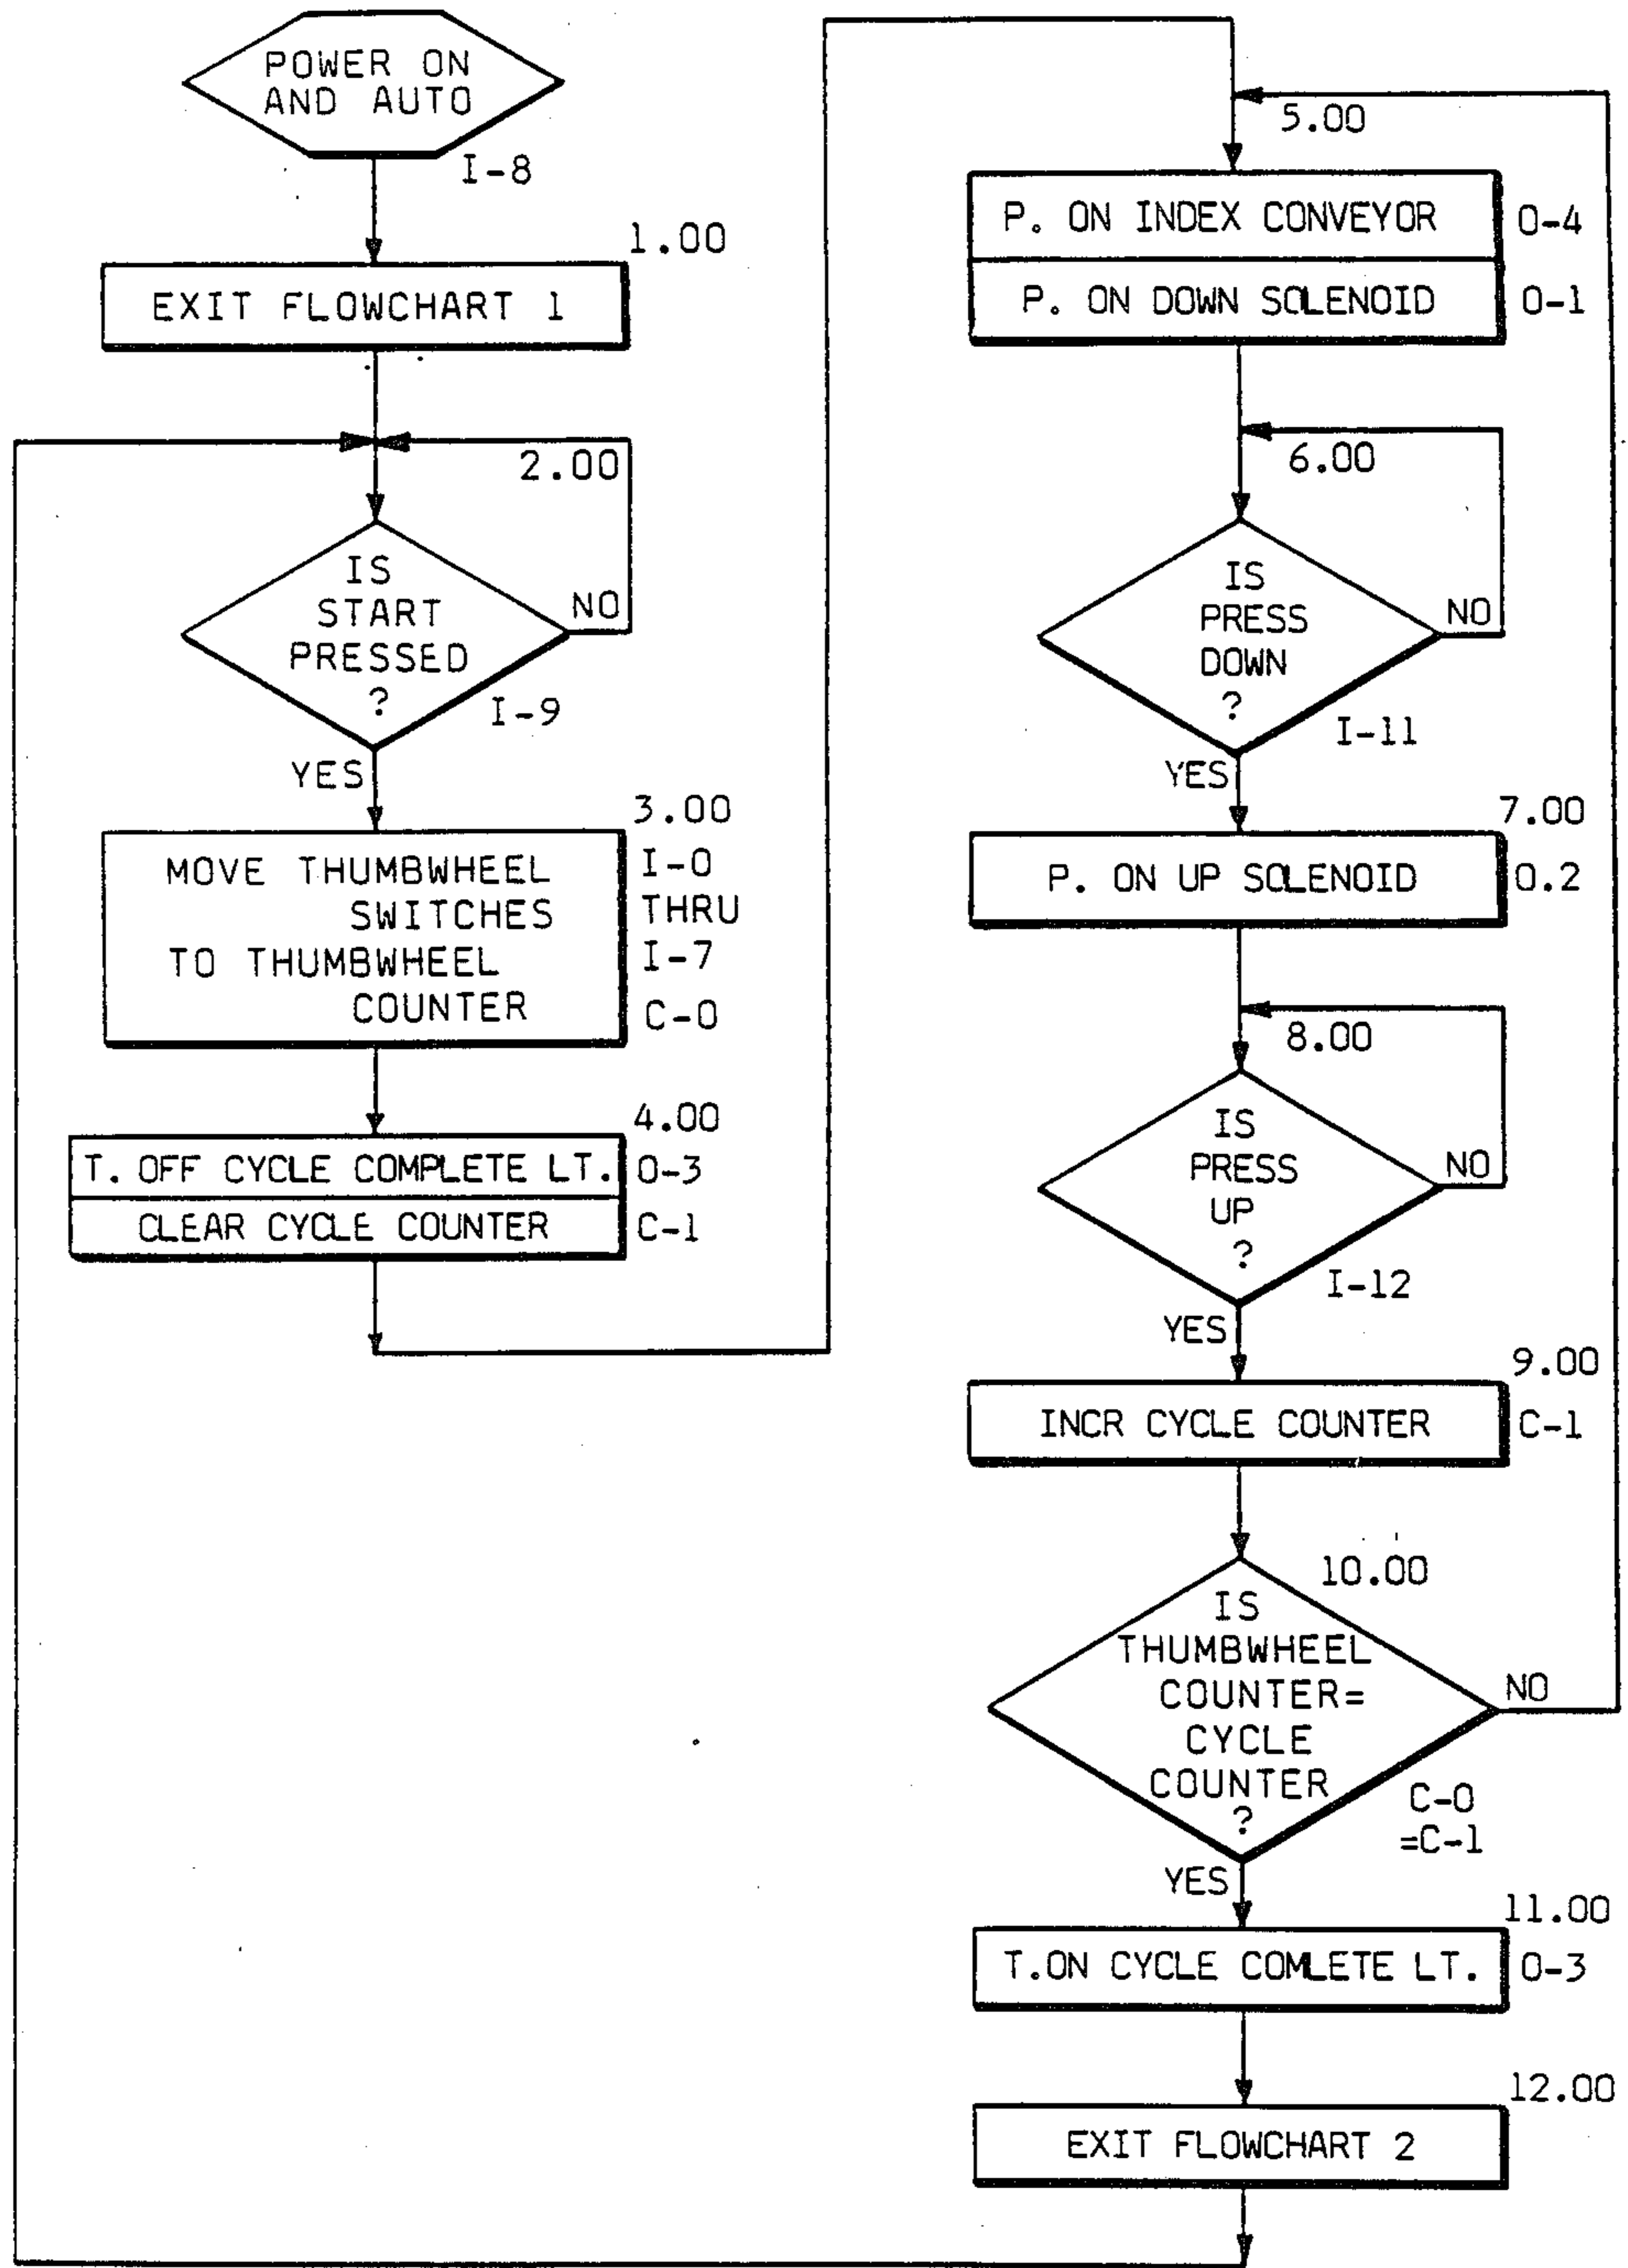 POWER ON
AND AUTO
I-8
1.00
EXIT FLOWCHART 1
2.00
IS
START
PRESSED
?
NO
I-9
YES
3.00
MOVE THUMBWHEEL
SWITCHES
TO THUMBWHEEL
COUNTER
I-0
THRU
I-7
C-0
4.00
T. OFF CYCLE COMPLETE LT.
O-3
CLEAR CYCLE COUNTER
C-1
5.00
P. ON INDEX CONVEYOR
O-4
P. ON DOWN SOLENOID
O-1
6.00
IS
PRESS
DOWN
?
NO
I-11
YES
7.00
P. ON UP SOLENOID
O.2
8.00
IS
PRESS
UP
?
NO
I-12
YES
9.00
INCR CYCLE COUNTER
C-1
10.00
IS
THUMBWHEEL
COUNTER=
CYCLE
COUNTER
?
NO
C-0
=C-1
YES
11.00
T.ON CYCLE COMLETE LT.
O-3
12.00
EXIT FLOWCHART 2